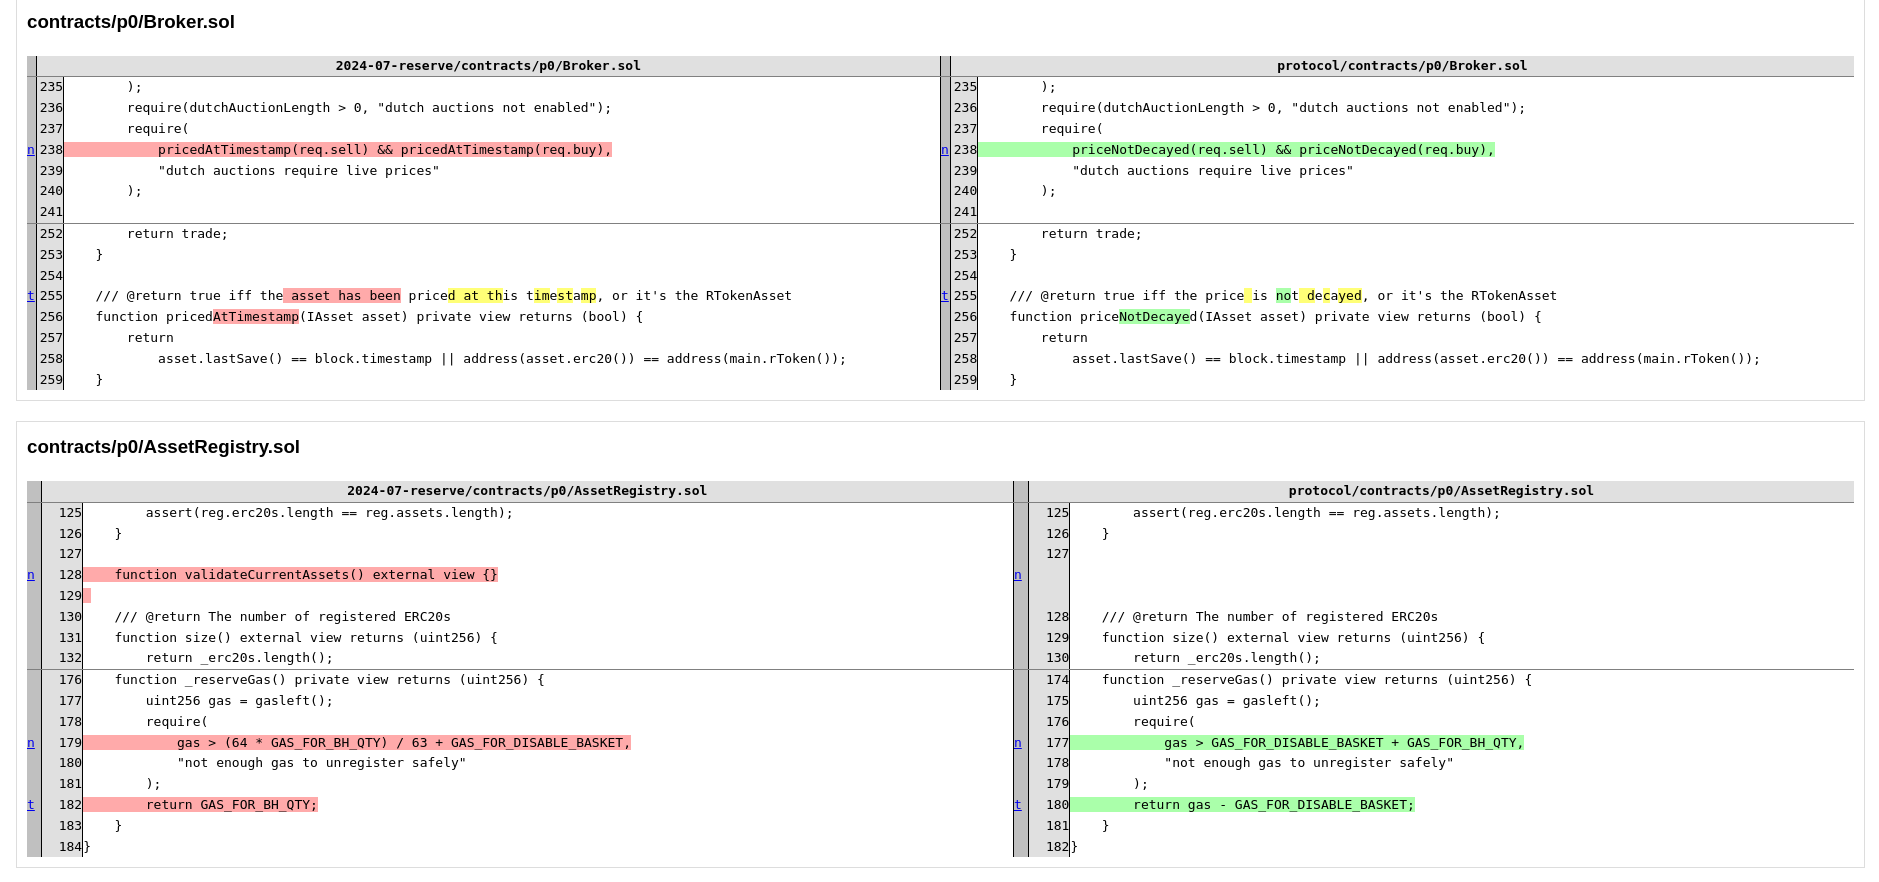 contracts/p0/Broker.sol
2024-07-reserve/contracts/p0/Broker.sol protocol/contracts/p0/Broker.sol
235 ); 235 );
236 require(dutchAuctionLength > 0, "dutch auctions not enabled"); 236 require(dutchAuctionLength > 0, "dutch auctions not enabled");
237 require( 237 require(
n 238 pricedAtTimestamp(req.sell) && pricedAtTimestamp(req.buy), n 238 priceNotDecayed(req.sell) && priceNotDecayed(req.buy),
239 "dutch auctions require live prices" 239 "dutch auctions require live prices"
240 ); 240 );
241 241
252 return trade; 252 return trade;
253 } 253 }
254 254
t 255 /// @return true iff the asset has been priced at this timestamp, or it's the RTokenAsset t 255 /// @return true iff the price is not decayed, or it's the RTokenAsset
256 function pricedAtTimestamp(IAsset asset) private view returns (bool) { 256 function priceNotDecayed(IAsset asset) private view returns (bool) {
257 return 257 return
258 asset.lastSave() == block.timestamp || address(asset.erc20()) == address(main.rToken()); 258 asset.lastSave() == block.timestamp || address(asset.erc20()) == address(main.rToken());
259 } 259 }
contracts/p0/AssetRegistry.sol
2024-07-reserve/contracts/p0/AssetRegistry.sol protocol/contracts/p0/AssetRegistry.sol
125 assert(reg.erc20s.length == reg.assets.length); 125 assert(reg.erc20s.length == reg.assets.length);
126 } 126 }
127 127
n 128 function validateCurrentAssets() external view {} n
129
130 /// @return The number of registered ERC20s 128 /// @return The number of registered ERC20s
131 function size() external view returns (uint256) { 129 function size() external view returns (uint256) {
132 return _erc20s.length(); 130 return _erc20s.length();
176 function _reserveGas() private view returns (uint256) { 174 function _reserveGas() private view returns (uint256) {
177 uint256 gas = gasleft(); 175 uint256 gas = gasleft();
178 require( 176 require(
n 179 gas > (64 * GAS_FOR_BH_QTY) / 63 + GAS_FOR_DISABLE_BASKET, n 177 gas > GAS_FOR_DISABLE_BASKET + GAS_FOR_BH_QTY,
180 "not enough gas to unregister safely" 178 "not enough gas to unregister safely"
181 ); 179 );
t 182 return GAS_FOR_BH_QTY; t 180 return gas - GAS_FOR_DISABLE_BASKET;
183 } 181 }
184 } 182 }